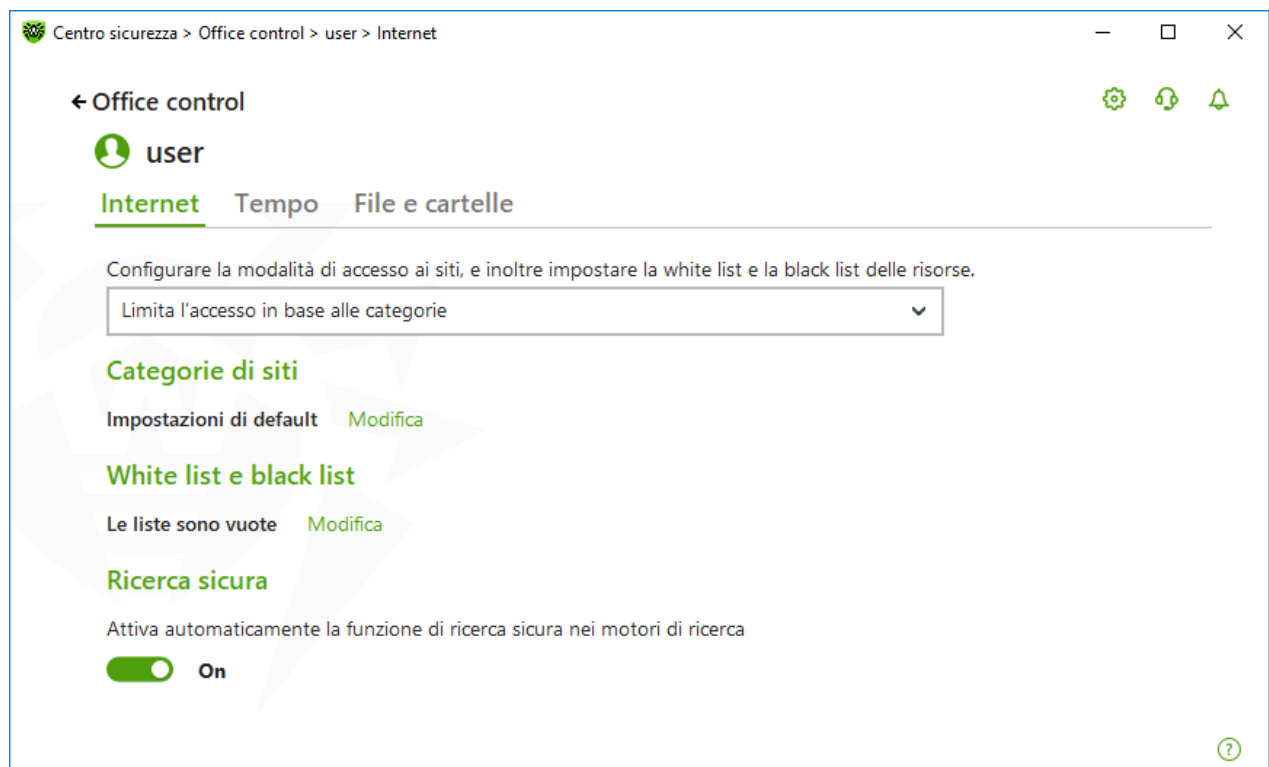 Centro sicurezza > Office control > user > Internet
Office control
user
Internet Tempo File e cartelle
Configurare la modalità di accesso ai siti, e inoltre impostare la white list e la black list delle risorse.
Limita l’accesso in base alle categorie
Categorie di siti
Impostazioni di default Modifica
White list e black list
Le liste sono vuote Modifica
Ricerca sicura
Attiva automaticamente la funzione di ricerca sicura nei motori di ricerca
On
?